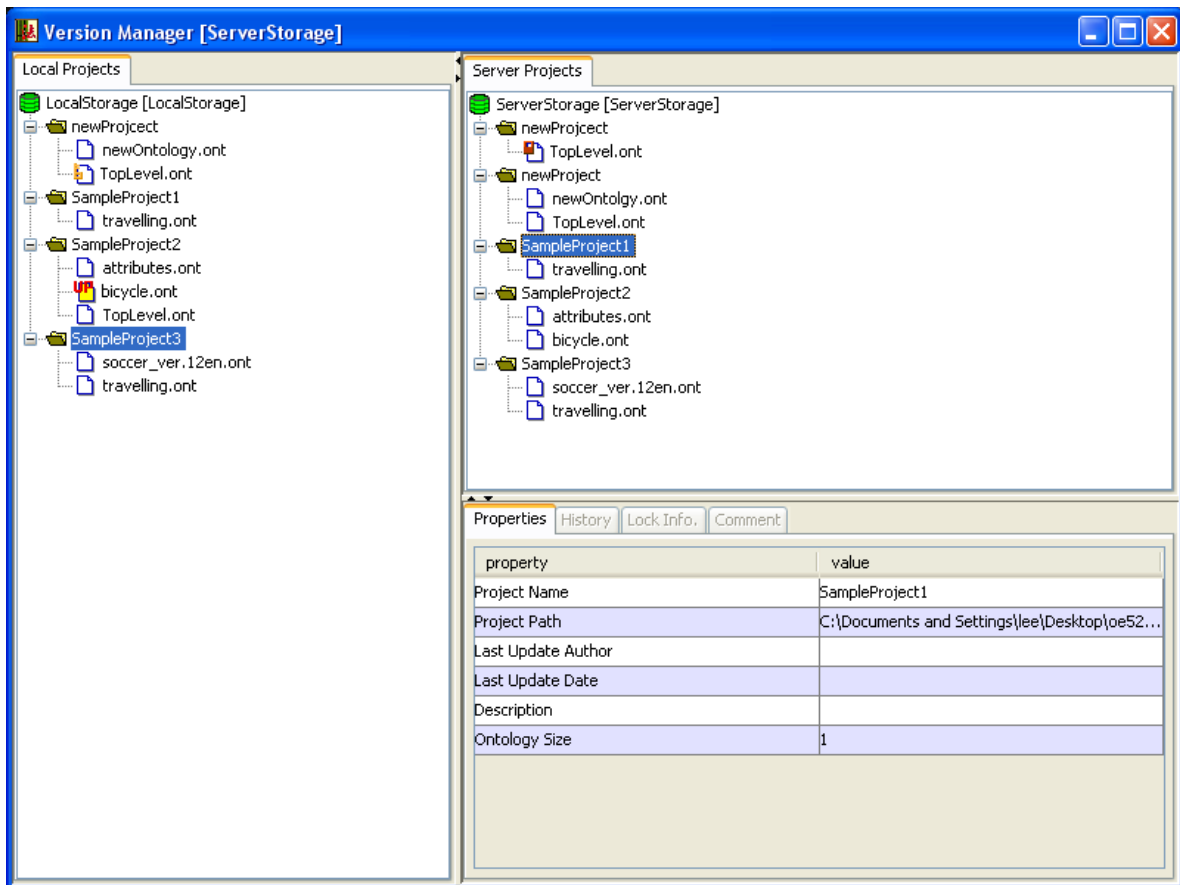 Version Manager [ServerStorage]
Local Projects
LocalStorage [LocalStorage]
newProjcect
newOntology.ont
TopLevel.ont
SampleProject1
travelling.ont
SampleProject2
attributes.ont
UP bicycle.ont
TopLevel.ont
SampleProject3
soccer_ver.12en.ont
travelling.ont
Server Projects
ServerStorage [ServerStorage]
newProjcect
TopLevel.ont
newProject
newOntolgy.ont
TopLevel.ont
SampleProject1
travelling.ont
SampleProject2
attributes.ont
bicycle.ont
SampleProject3
soccer_ver.12en.ont
travelling.ont
Properties History Lock Info. Comment
property value
Project Name SampleProject1
Project Path C:\Documents and Settings\lee\Desktop\oe52...
Last Update Author
Last Update Date
Description
Ontology Size 1